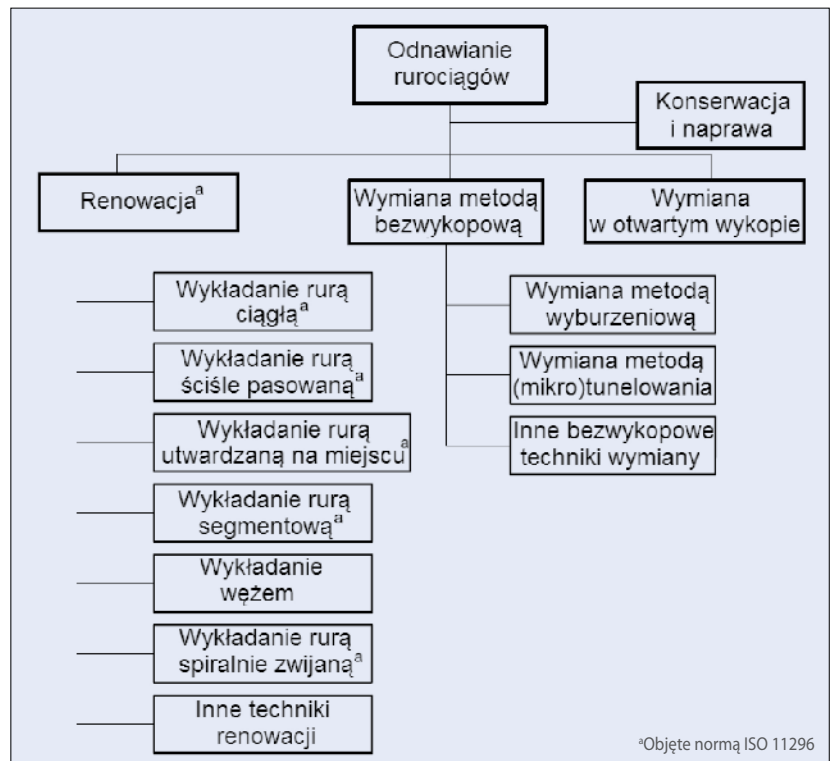 Odnawianie
rurociągów
Konserwacja
i naprawa
Renowacjaᵃ
Wymiana metodą
bezwykopową
Wymiana
w otwartym wykopie
Wykładanie rurą
ciągłąᵃ
Wykładanie rurą
ściśle pasowanąᵃ
Wykładanie rurą
utwardzaną na miejscuᵃ
Wykładanie rurą
segmentowąᵃ
Wykładanie
wężem
Wykładanie rurą
spiralnie zwijanąᵃ
Inne techniki
renowacji
Wymiana metodą
wyburzeniową
Wymiana metodą
(mikro)tunelowania
Inne bezwykopowe
techniki wymiany
ᵃObjęte normą ISO 11296